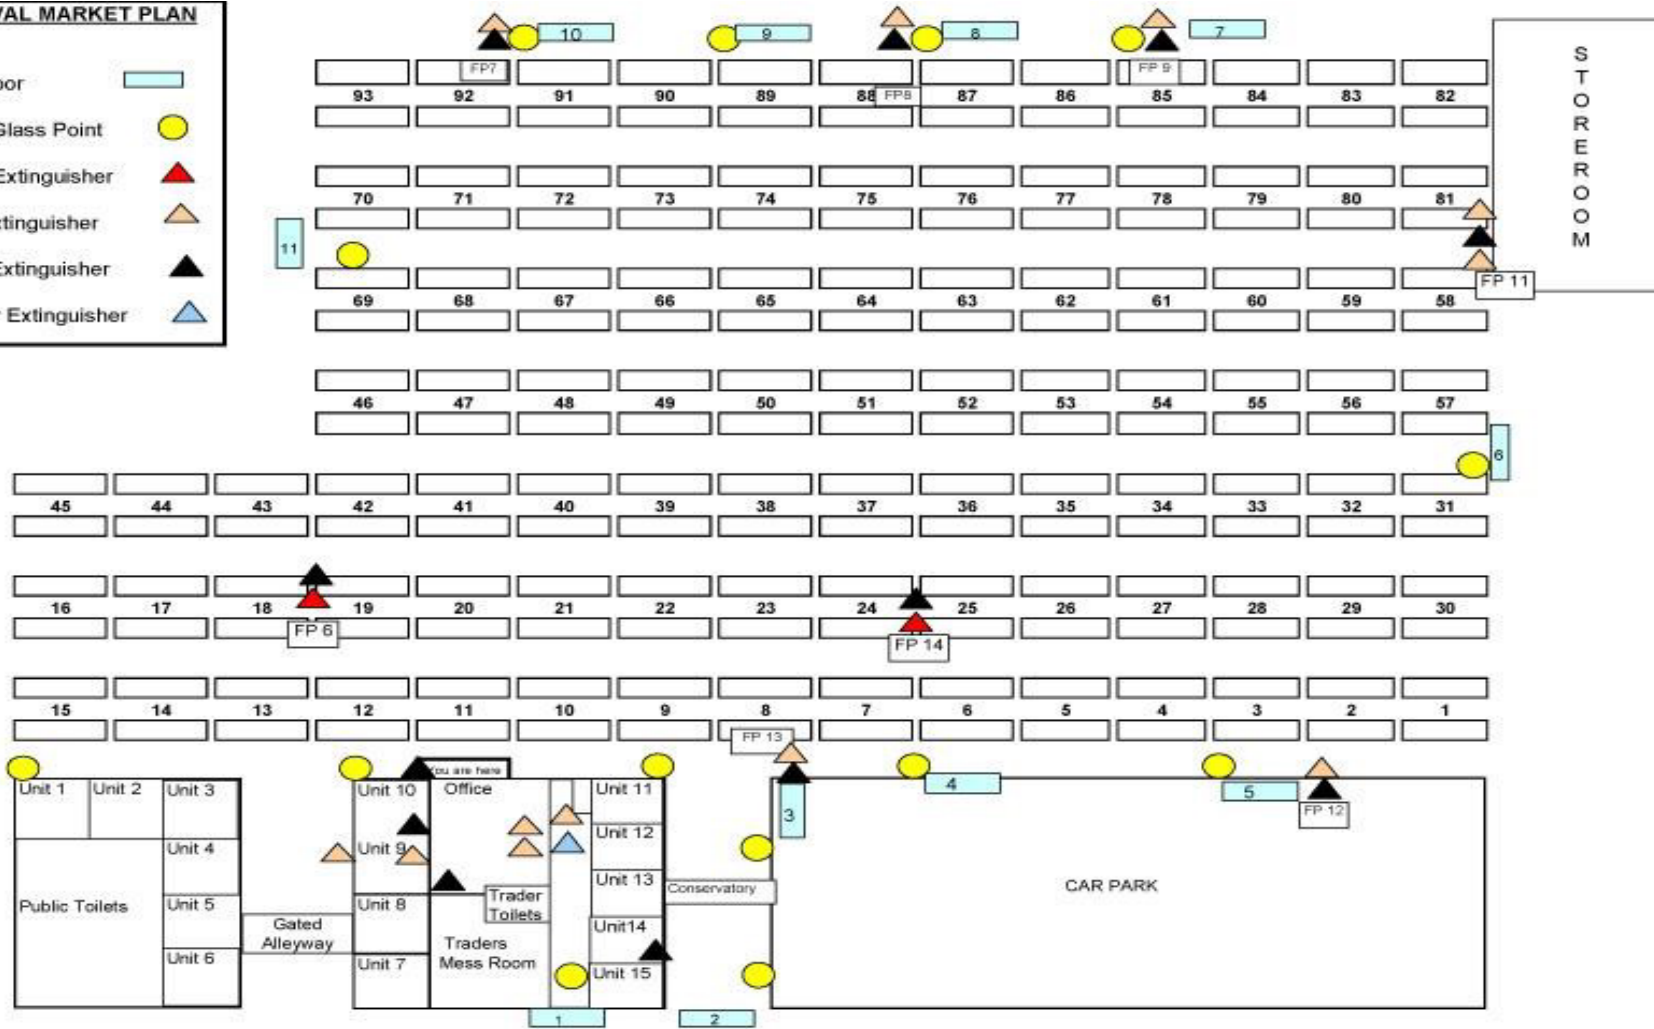 VAL MARKET PLAN
oor
Glass Point
Extinguisher
tinguisher
Extinguisher
r Extinguisher
10 9 8 7
FP7 FP 9
93 92 91 90 89 88 FP8 87 86 85 84 83 82
70 71 72 73 74 75 76 77 78 79 80 81
11
FP 11
STOREROOM
69 68 67 66 65 64 63 62 61 60 59 58
46 47 48 49 50 51 52 53 54 55 56 57
6
45 44 43 42 41 40 39 38 37 36 35 34 33 32 31
16 17 18 19 20 21 22 23 24 25 26 27 28 29 30
FP 6 FP 14
15 14 13 12 11 10 9 8 7 6 5 4 3 2 1
FP 13
You are here
Unit 1 Unit 2 Unit 3 Unit 10 Office Unit 11 4 5
3 FP 12
Unit 4 Unit 9 Unit 12
Unit 13 Conservatory CAR PARK
Public Toilets Unit 5 Unit 8 Trader
Toilets
Gated
Alleyway
Unit14
Traders
Mess Room
Unit 6 Unit 7 Unit 15
1 2